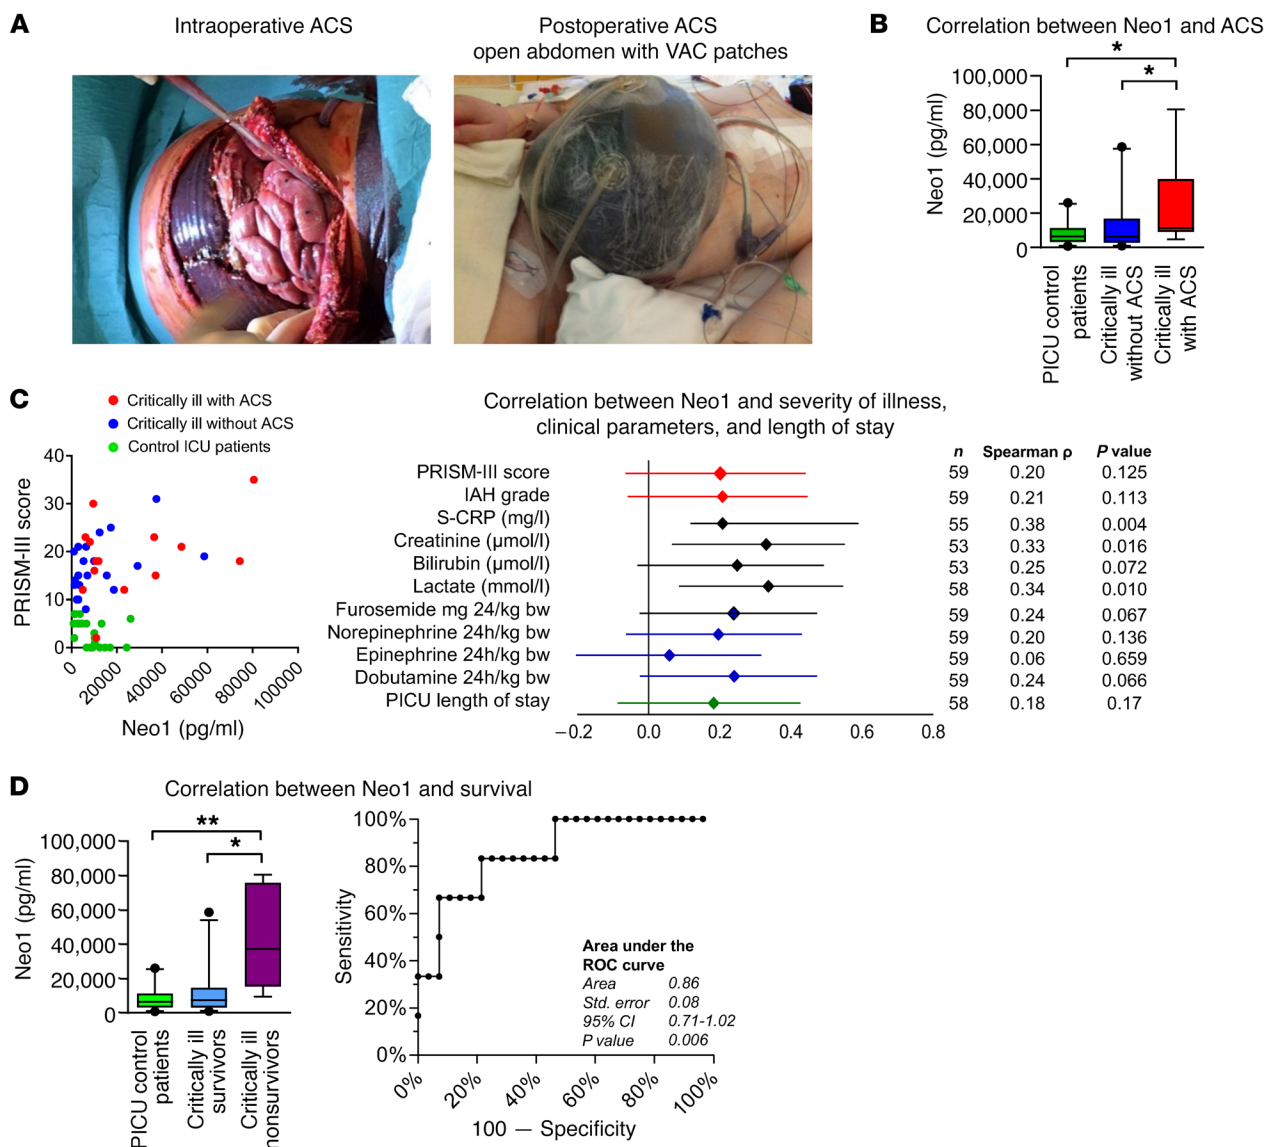 A
Intraoperative ACS
Postoperative ACS
open abdomen with VAC patches
B
Correlation between Neo1 and ACS
*
*
100,000
80,000
60,000
40,000
20,000
0
Neo1 (pg/ml)
PICU control
patients
Critically ill
without ACS
Critically ill
with ACS
C
Critically ill with ACS
Critically ill without ACS
Control ICU patients
40
30
20
10
0
PRISM-III score
0
20000
40000
60000
80000
100000
Neo1 (pg/ml)
Correlation between Neo1 and severity of illness,
clinical parameters, and length of stay
n Spearman ρ P value
PRISM-III score 59 0.20 0.125
IAH grade 59 0.21 0.113
S-CRP (mg/l) 55 0.38 0.004
Creatinine (μmol/l) 53 0.33 0.016
Bilirubin (μmol/l) 53 0.25 0.072
Lactate (mmol/l) 58 0.34 0.010
Furosemide mg 24/kg bw 59 0.24 0.067
Norepinephrine 24h/kg bw 59 0.20 0.136
Epinephrine 24h/kg bw 59 0.06 0.659
Dobutamine 24h/kg bw 59 0.24 0.066
PICU length of stay 58 0.18 0.17
−0.2 0.0 0.2 0.4 0.6 0.8
D
Correlation between Neo1 and survival
**
*
100,000
80,000
60,000
40,000
20,000
0
Neo1 (pg/ml)
PICU control
patients
Critically ill
survivors
Critically ill
nonsurvivors
100%
80%
60%
40%
20%
0%
Sensitivity
Area under the
ROC curve
Area 0.86
Std. error 0.08
95% CI 0.71-1.02
P value 0.006
0% 20% 40% 60% 80% 100%
100 — Specificity